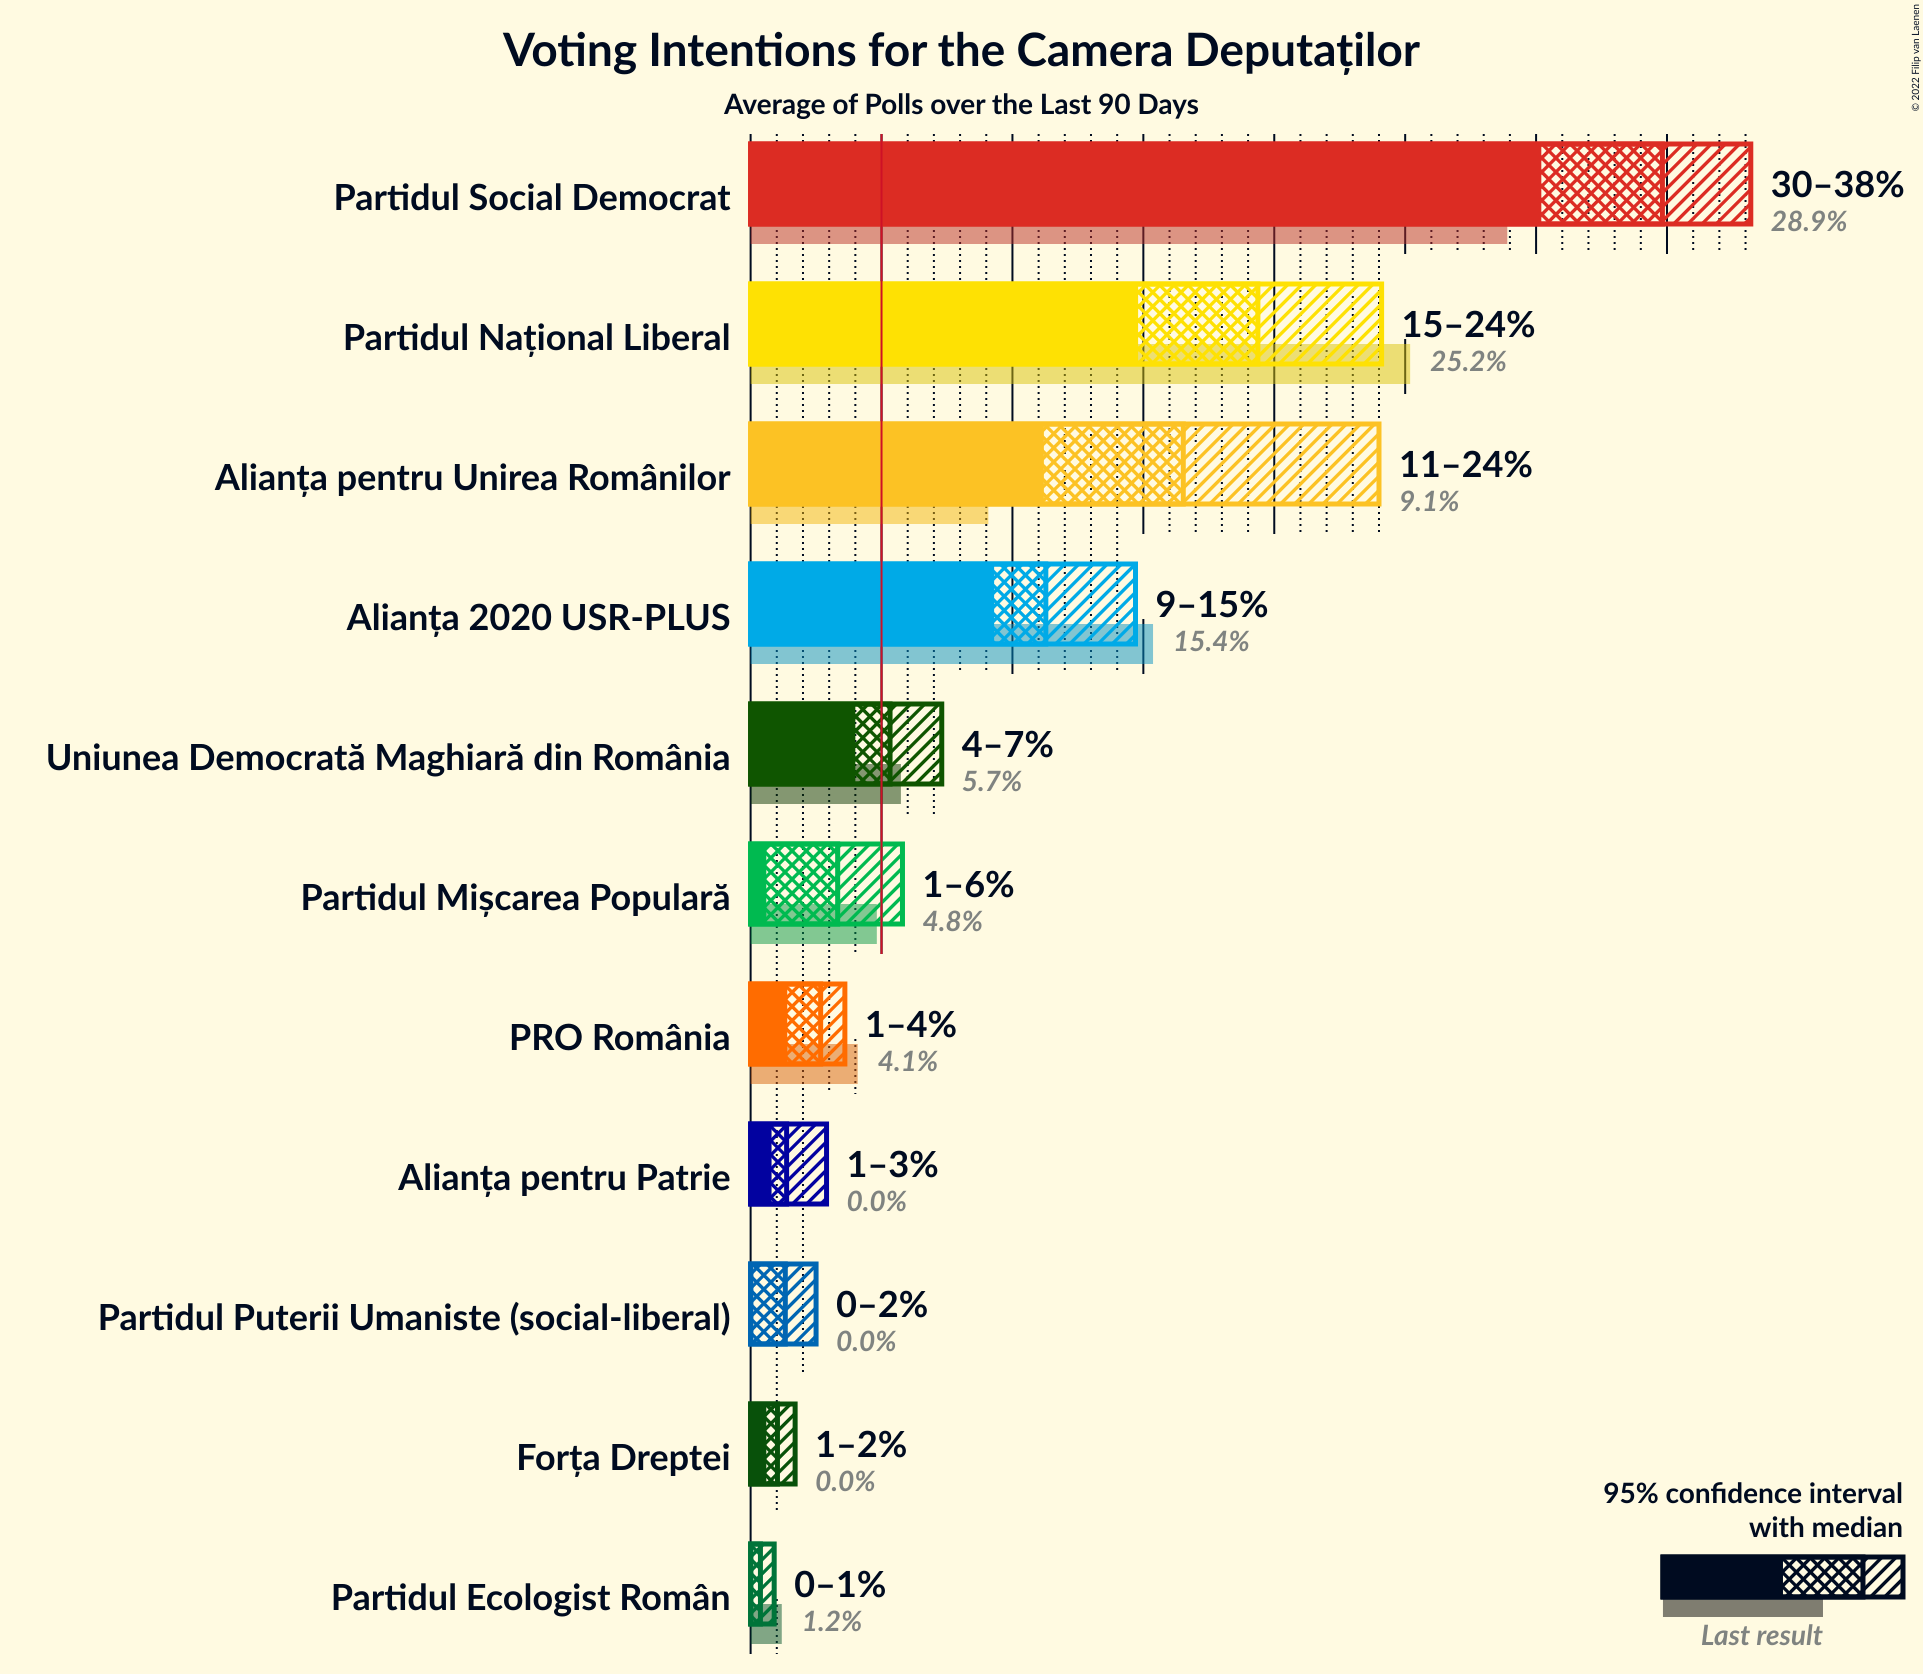 Voting Intentions for the Camera Deputaților
Average of Polls over the Last 90 Days
© 2022 Filip van Laenen
Partidul Social Democrat
30–38%
28.9%
Partidul Național Liberal
15–24%
25.2%
Alianța pentru Unirea Românilor
11–24%
9.1%
Alianța 2020 USR-PLUS
9–15%
15.4%
Uniunea Democrată Maghiară din România
4–7%
5.7%
Partidul Mișcarea Populară
1–6%
4.8%
PRO România
1–4%
4.1%
Alianța pentru Patrie
1–3%
0.0%
Partidul Puterii Umaniste (social-liberal)
0–2%
0.0%
Forța Dreptei
1–2%
0.0%
Partidul Ecologist Român
0–1%
1.2%
95% confidence interval
with median
Last result